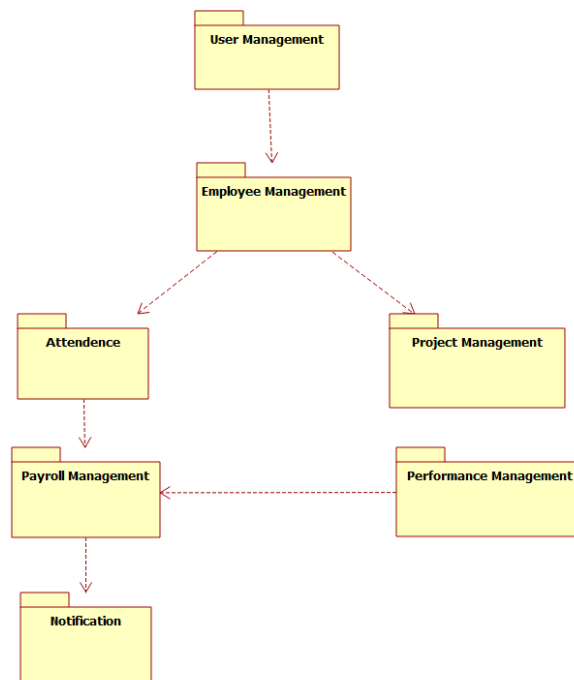 User Management
Employee Management
Attendence
Project Management
Payroll Management
Performance Management
Notification